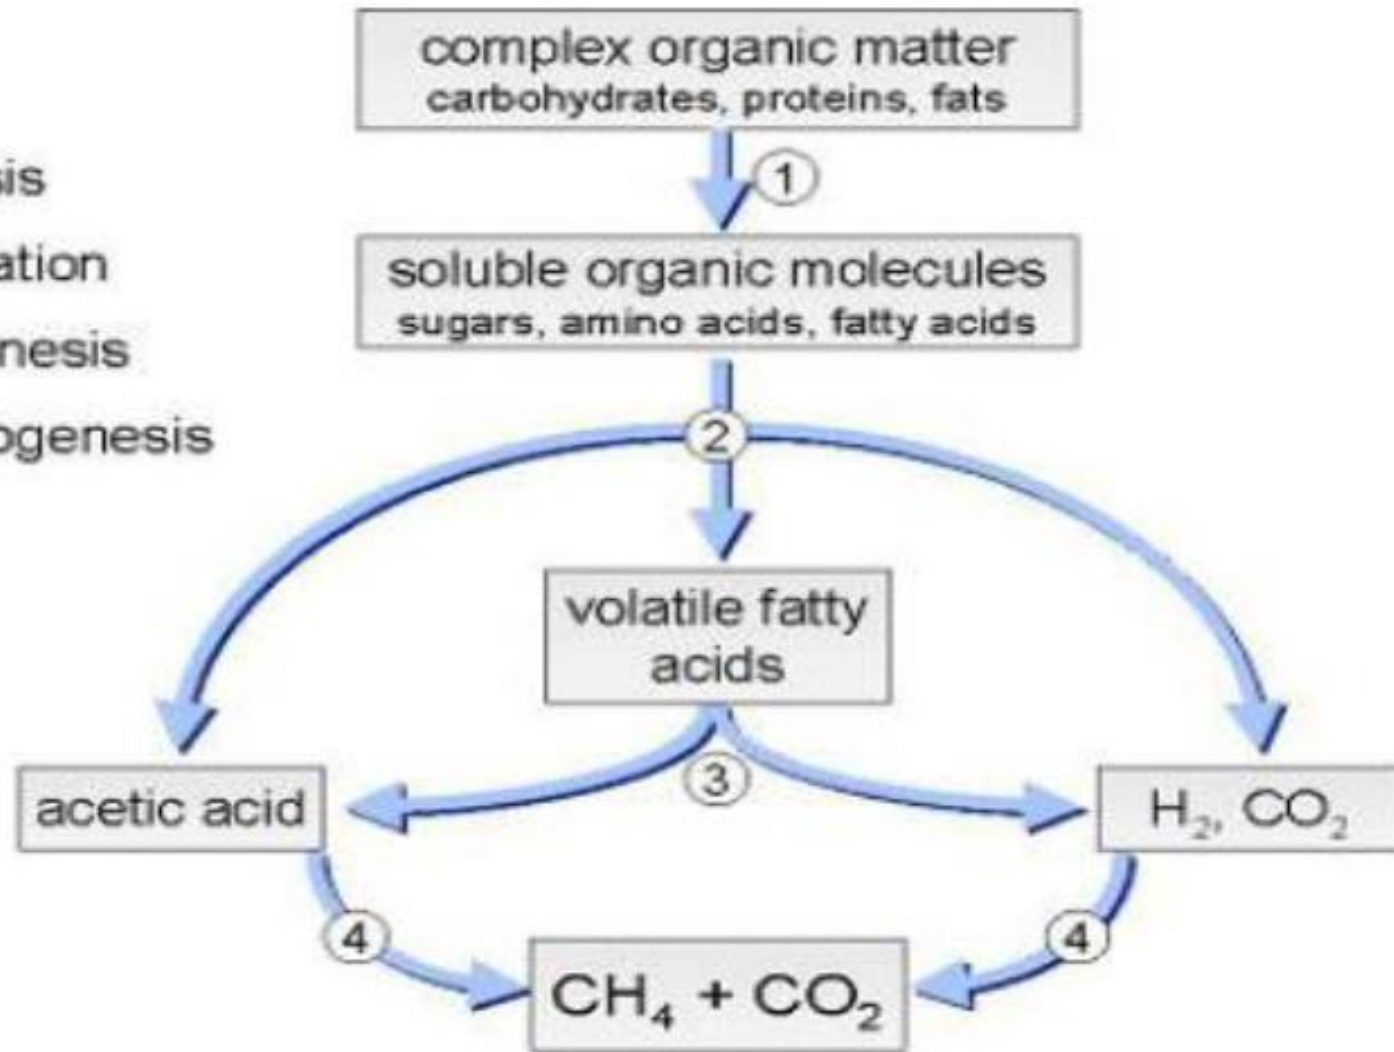 complex organic matter
carbohydrates, proteins, fats
1
sis
ation
nesis
ogenesis
soluble organic molecules
sugars, amino acids, fatty acids
2
volatile fatty
acids
3
acetic acid
H₂, CO₂
4
4
CH₄ + CO₂